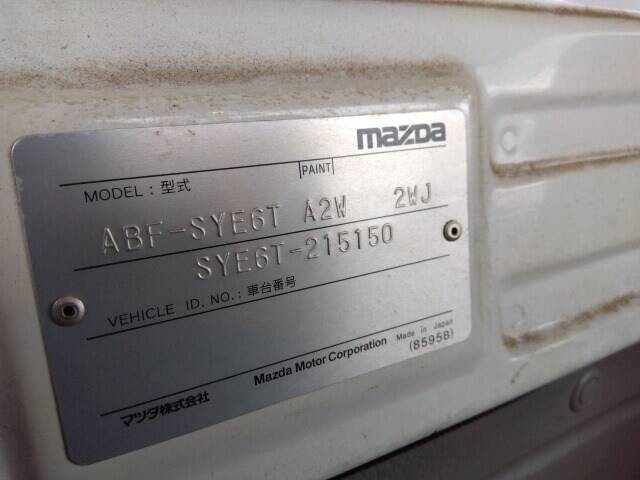 mazda
MODEL : 型式 PAINT
ABF-SYE6T A2W 2WJ
SYE6T-215150
VEHICLE ID. NO. : 車台番号
マツダ株式会社 Mazda Motor Corporation Made in Japan
(8595B)